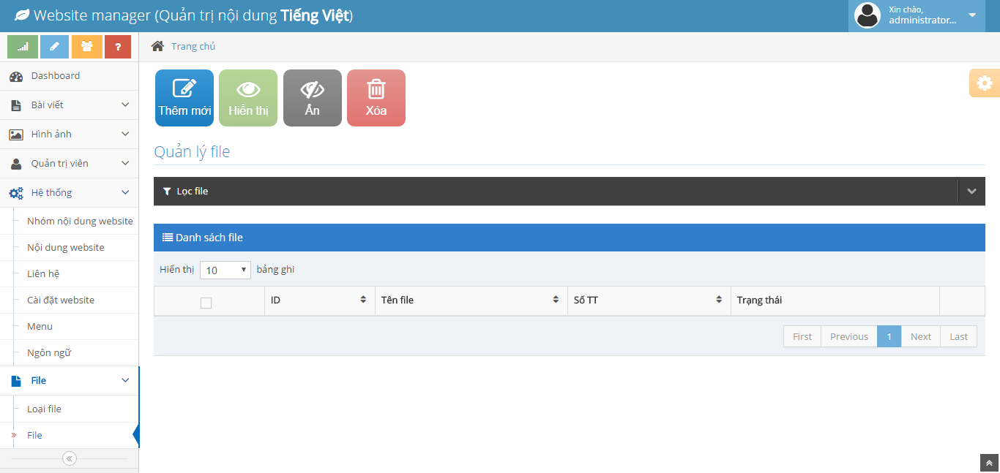 Website manager (Quản trị nội dung Tiếng Việt)
Xin chào,
administrator...
?
Trang chủ
Dashboard
Bài viết
Hình ảnh
Quản trị viên
Hệ thống
Nhóm nội dung website
Nội dung website
Liên hệ
Cài đặt website
Menu
Ngôn ngữ
File
Loại file
File
Thêm mới
Hiển thị
Ẩn
Xóa
Quản lý file
Lọc file
Danh sách file
Hiển thị 10 bảng ghi
ID Tên file Số TT Trạng thái
First Previous 1 Next Last